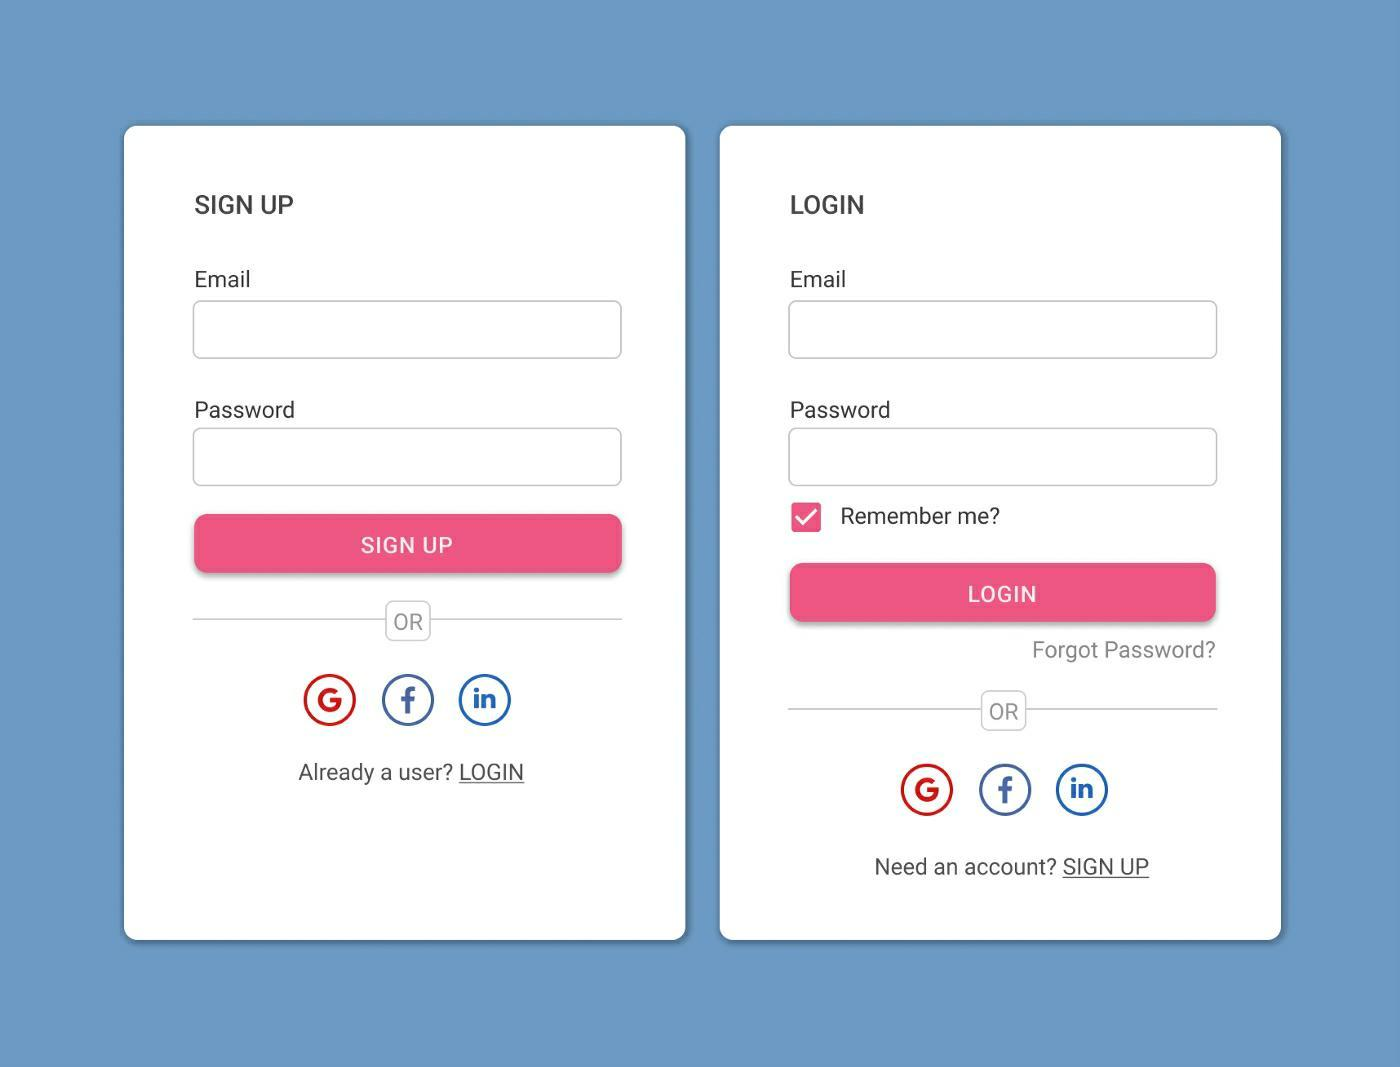 SIGN UP
Email
Password
SIGN UP
OR
G f in
Already a user? LOGIN
LOGIN
Email
Password
Remember me?
LOGIN
Forgot Password?
OR
G f in
Need an account? SIGN UP